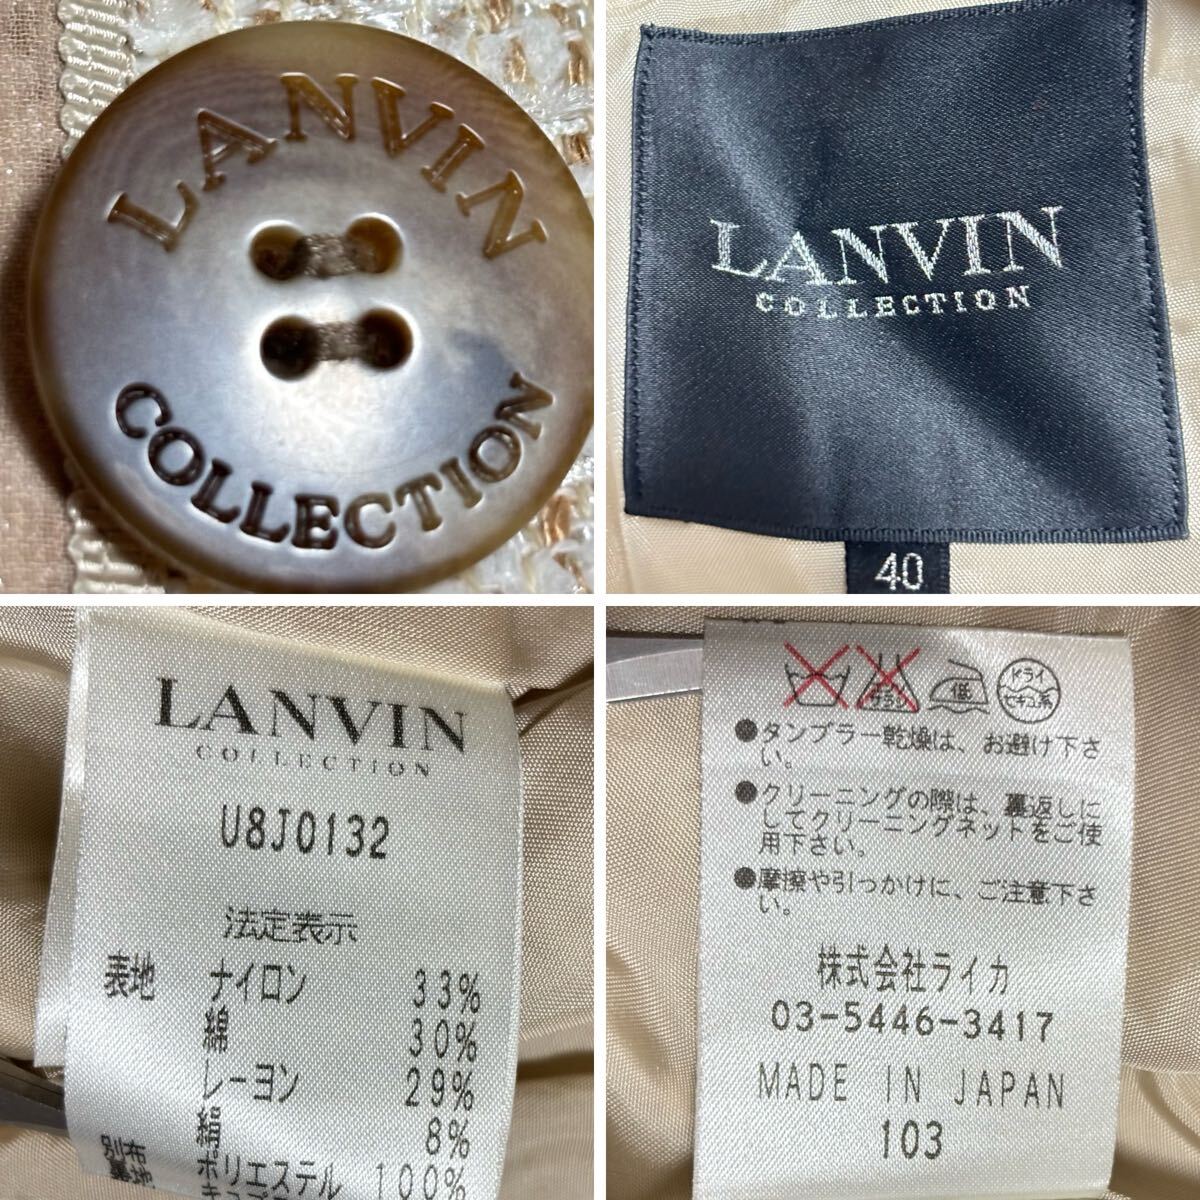 LANVIN
COLLECTION
LANVIN
COLLECTION
40
LANVIN
COLLECTION
U8J0132
法定表示
表地 ナイロン 33%
綿 30%
レーヨン 29%
絹 8%
別布 ポリエステル 100%
裏地
低
ドライ
セキユ系
●タンブラー乾燥は、お避け下さ
い。
●クリーニングの際は、裏返しに
してクリーニングネットをご使
用下さい。
●摩擦や引っかけに、ご注意下さ
い。
株式会社ライカ
03-5446-3417
MADE IN JAPAN
103